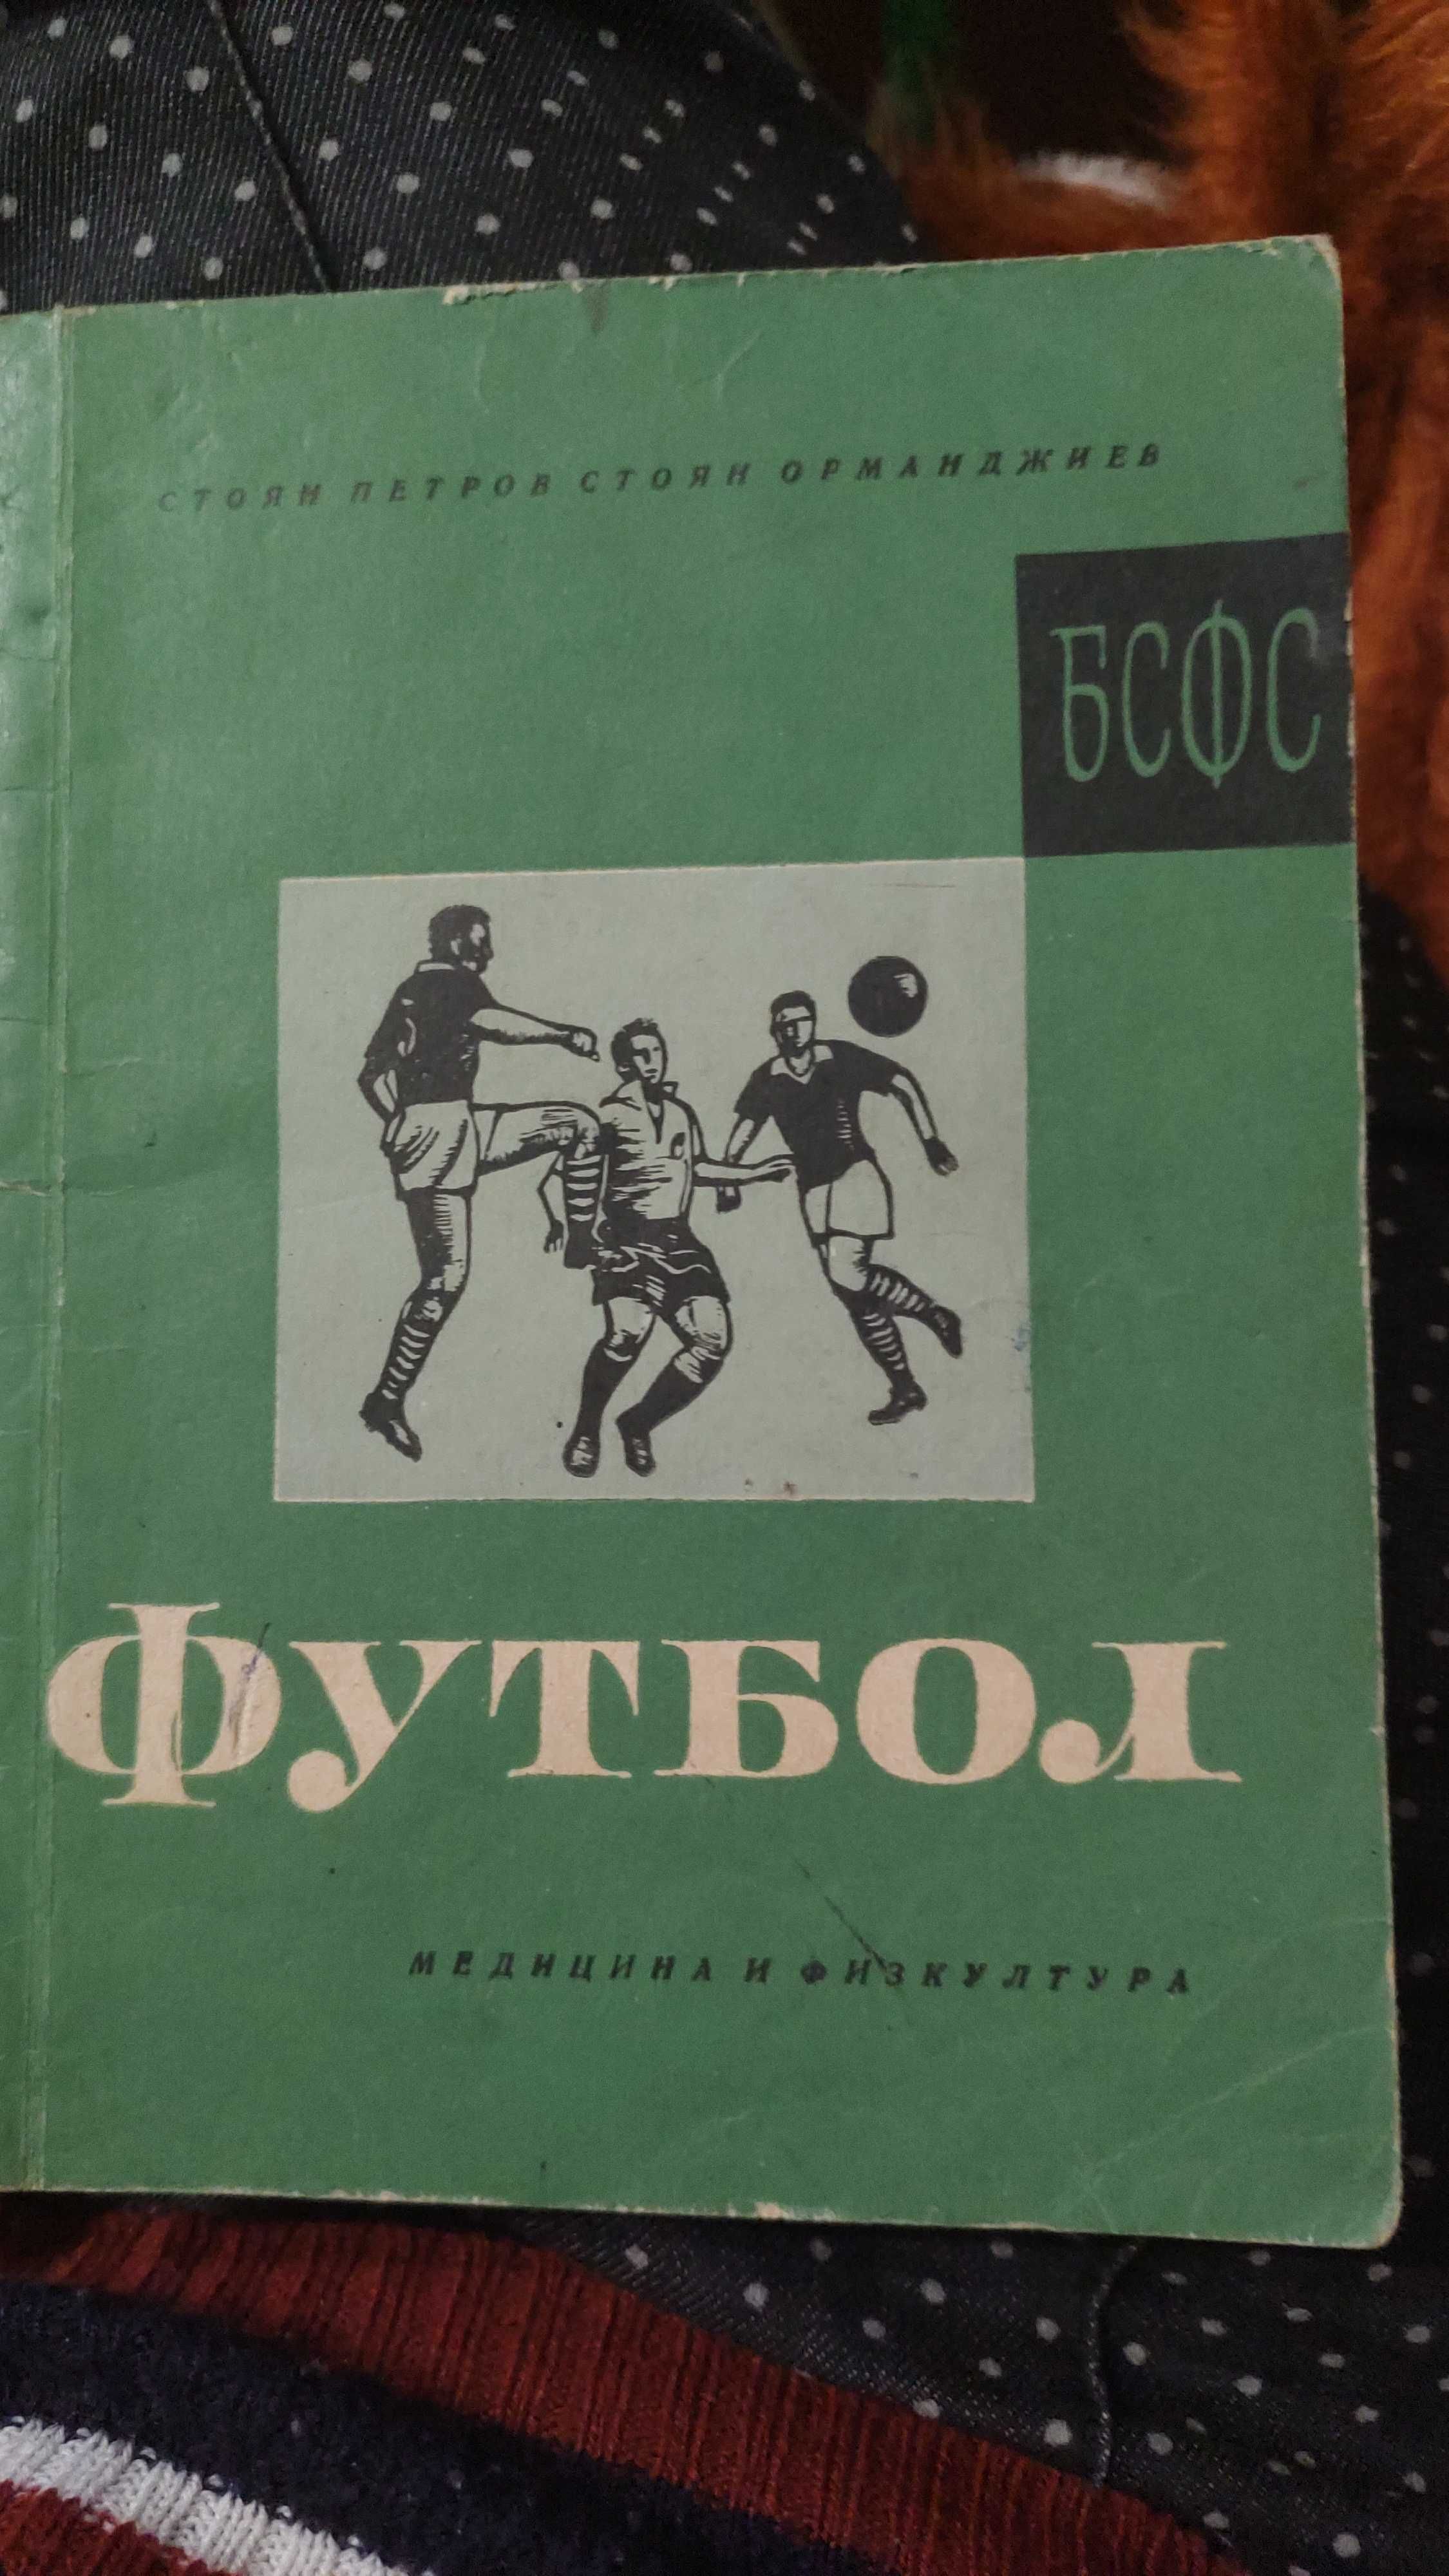 СТОЯН ПЕТРОВ СТОЯН ОРМАНДЖИЕВ
БСФС
ФУТБОЛ
МЕДИЦИНА И ФИЗКУЛТУРА